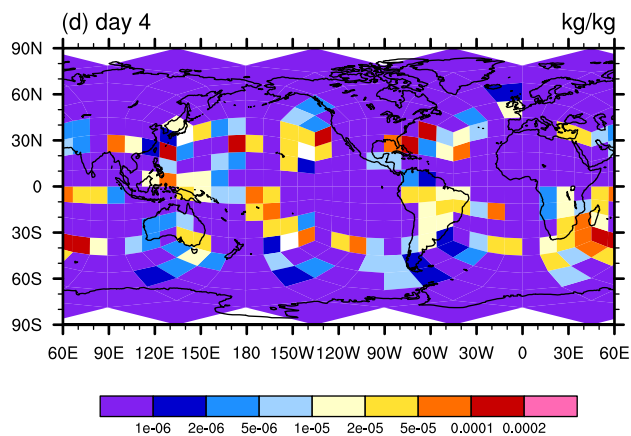 (d) day 4 kg/kg
90N
60N
30N
0
30S
60S
90S
60E 90E 120E 150E 180 150W 120W 90W 60W 30W 0 30E 60E
1e-06 2e-06 5e-06 1e-05 2e-05 5e-05 0.0001 0.0002